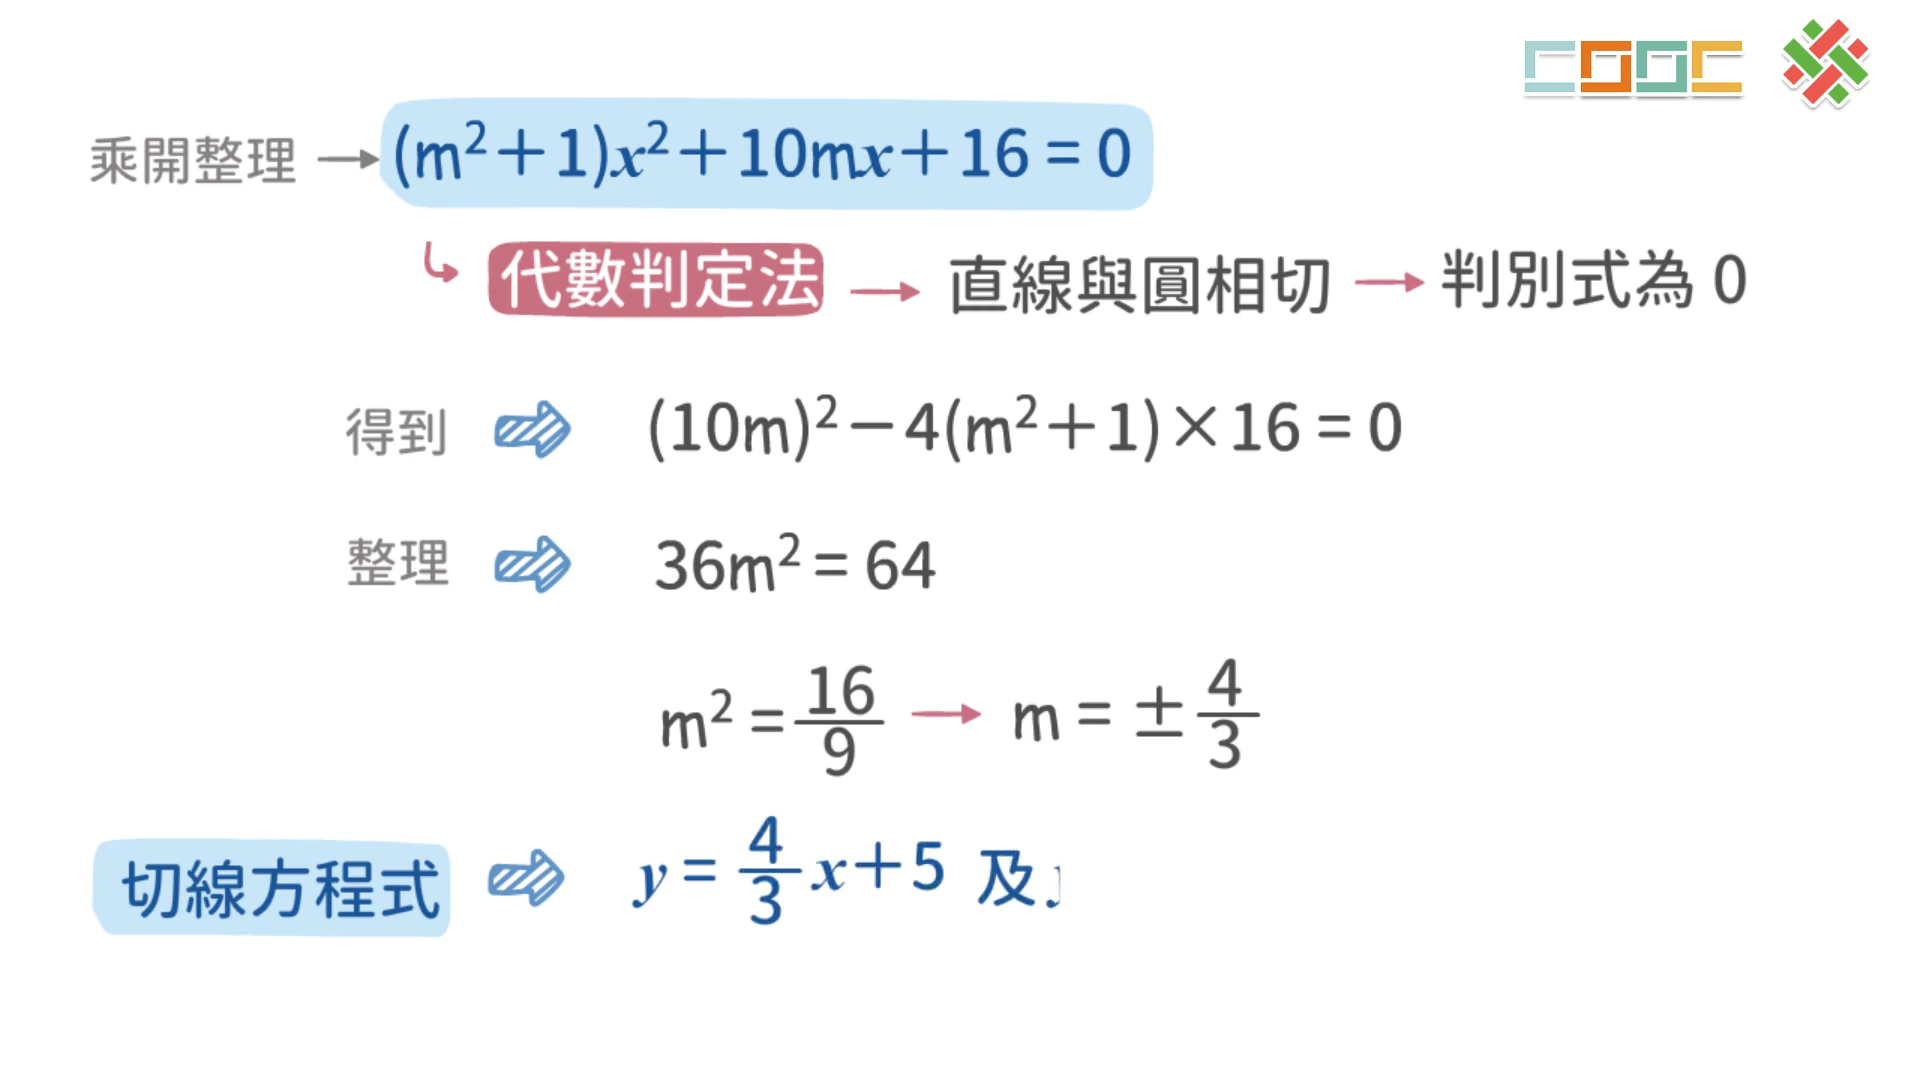 乘開整理 → (m²+1)x²+10mx+16 = 0
代數判定法 → 直線與圓相切 → 判別式為 0
得到 ⇨ (10m)²−4(m²+1)×16 = 0
整理 ⇨ 36m² = 64
m² = 16/9 → m = ± 4/3
切線方程式 ⇨ y = 4/3 x+5 及